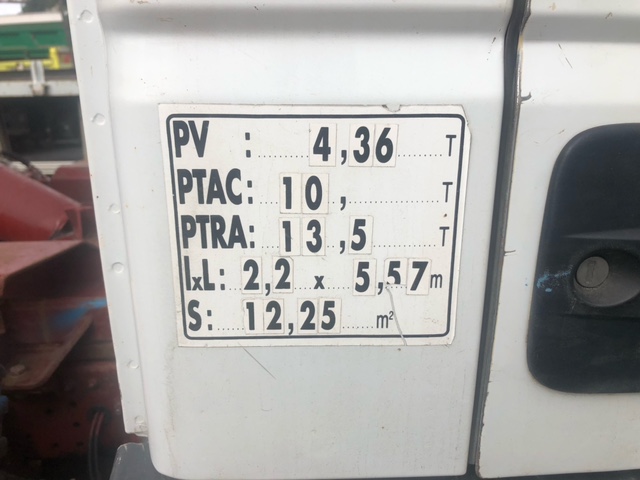 PV : 4,36 T
PTAC: 10, T
PTRA: 13,5 T
lxL: 2,2 x 5,57 m
S: 12,25 m²